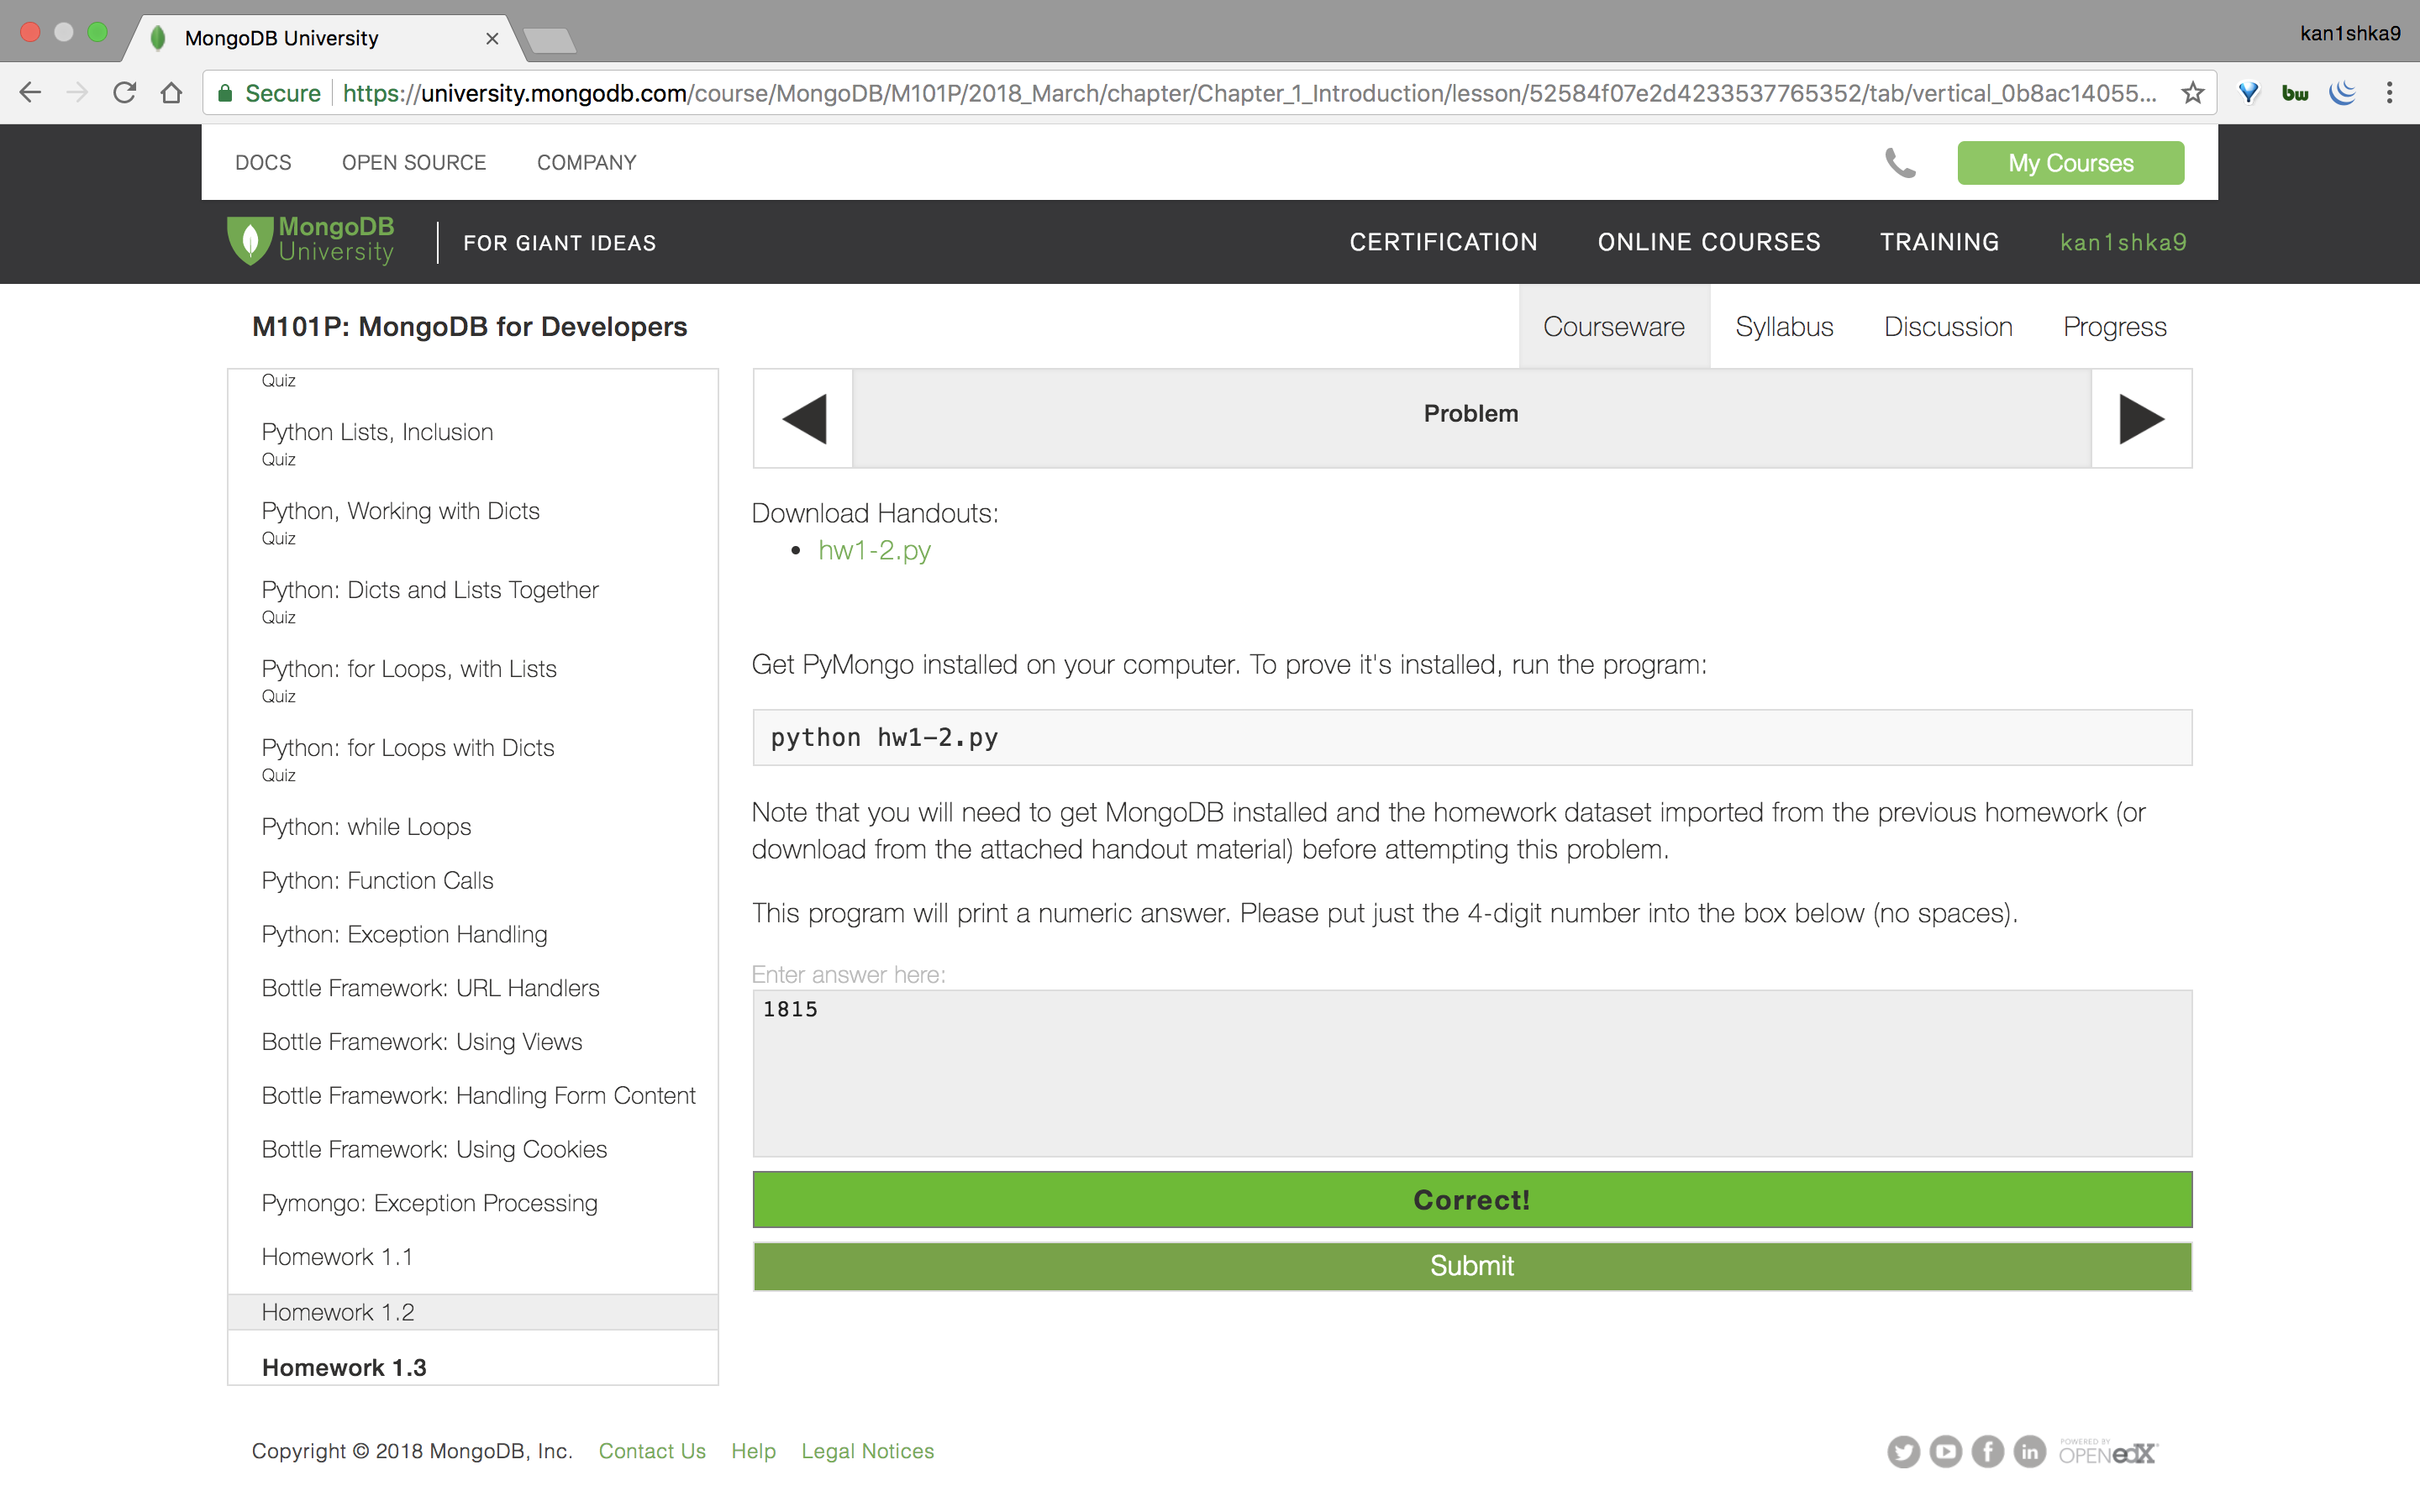 MongoDB University
kan1shka9
Secure
https://university.mongodb.com/course/MongoDB/M101P/2018_March/chapter/Chapter_1_Introduction/lesson/52584f07e2d4233537765352/tab/vertical_0b8ac14055...
bw
DOCS
OPEN SOURCE
COMPANY
My Courses
MongoDB
University
FOR GIANT IDEAS
CERTIFICATION
ONLINE COURSES
TRAINING
kan1shka9
M101P: MongoDB for Developers
Courseware
Syllabus
Discussion
Progress
Quiz
Python Lists, Inclusion
Quiz
Python, Working with Dicts
Quiz
Python: Dicts and Lists Together
Quiz
Python: for Loops, with Lists
Quiz
Python: for Loops with Dicts
Quiz
Python: while Loops
Python: Function Calls
Python: Exception Handling
Bottle Framework: URL Handlers
Bottle Framework: Using Views
Bottle Framework: Handling Form Content
Bottle Framework: Using Cookies
Pymongo: Exception Processing
Homework 1.1
Homework 1.2
Homework 1.3
Problem
Download Handouts:
• hw1-2.py
Get PyMongo installed on your computer. To prove it's installed, run the program:
python hw1-2.py
Note that you will need to get MongoDB installed and the homework dataset imported from the previous homework (or
download from the attached handout material) before attempting this problem.
This program will print a numeric answer. Please put just the 4-digit number into the box below (no spaces).
Enter answer here:
1815
Correct!
Submit
Copyright © 2018 MongoDB, Inc.
Contact Us
Help
Legal Notices
POWERED BY
OPEN edX